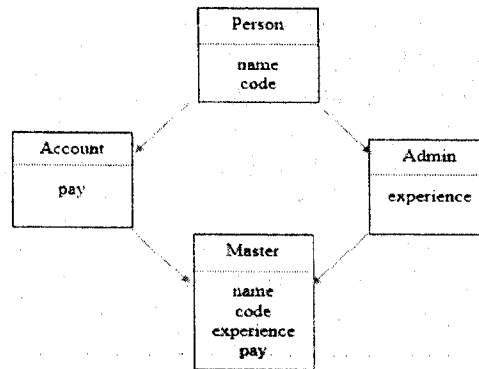 Person
name
code
Account
pay
Admin
experience
Master
name
code
experience
pay